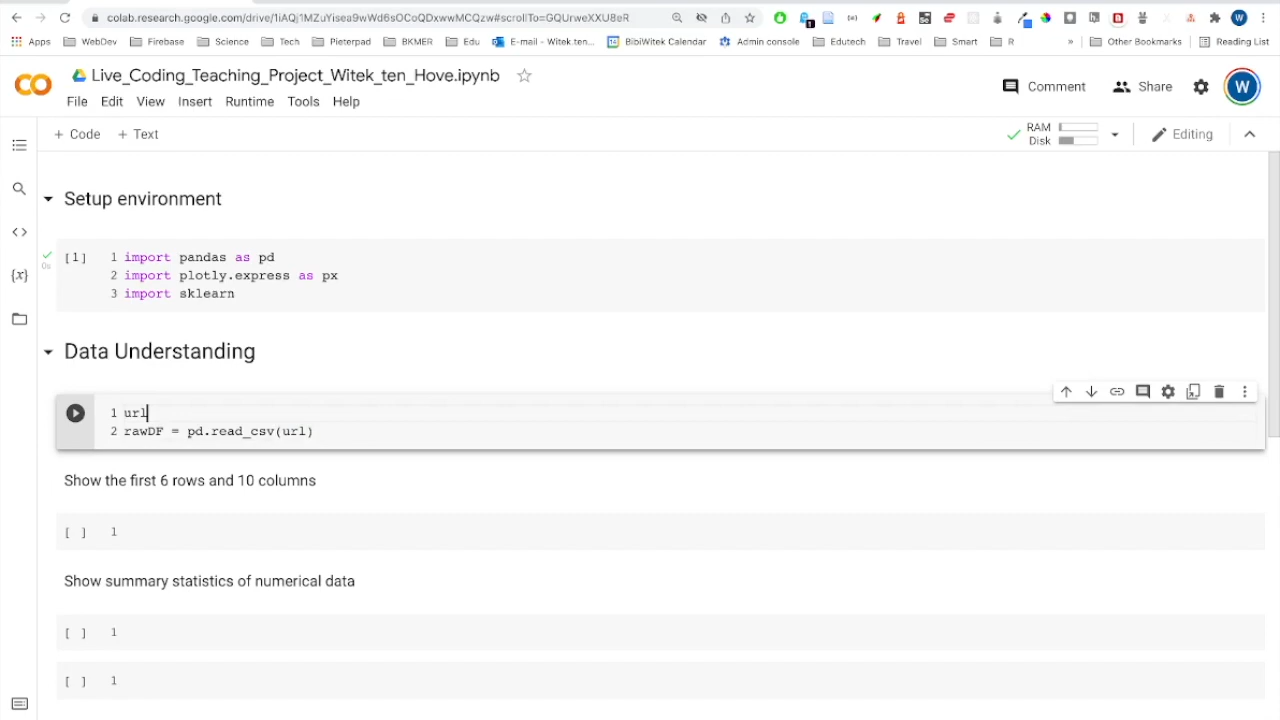 colab.research.google.com/drive/1iAQj1MZuYisea9wWd6sOCoQDxwwMCQzw#scrollTo=GQUrweXXU8eR
Apps WebDev Firebase Science Tech Pieterpad BKMER Edu E-mail - Witek.ten... BibiWitek Calendar Admin console Edutech Travel Smart R » Other Bookmarks Reading List
CO Live_Coding_Teaching_Project_Witek_ten_Hove.ipynb Comment Share W
File Edit View Insert Runtime Tools Help
+ Code + Text RAM Disk Editing
Setup environment
[1] 1 import pandas as pd
0s 2 import plotly.express as px
3 import sklearn
Data Understanding
1 url
2 rawDF = pd.read_csv(url)
Show the first 6 rows and 10 columns
[ ] 1
Show summary statistics of numerical data
[ ] 1
[ ] 1